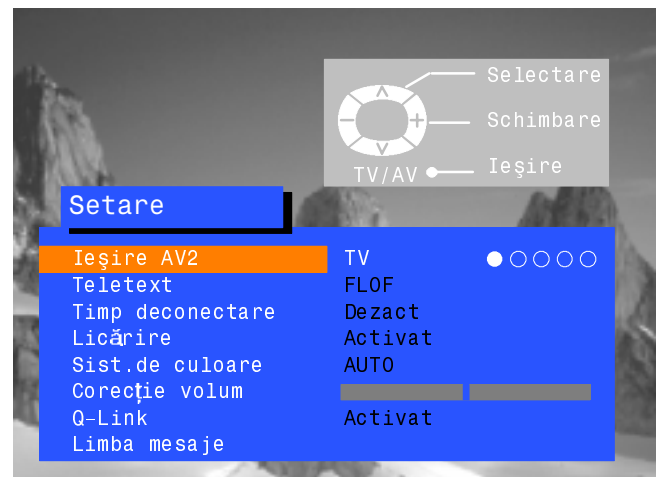 Selectare
Schimbare
Ieşire
TV/AV
Setare
Ieşire AV2 TV
Teletext FLOF
Timp deconectare Dezact
Licărire Activat
Sist.de culoare AUTO
Corecţie volum
Q-Link Activat
Limba mesaje